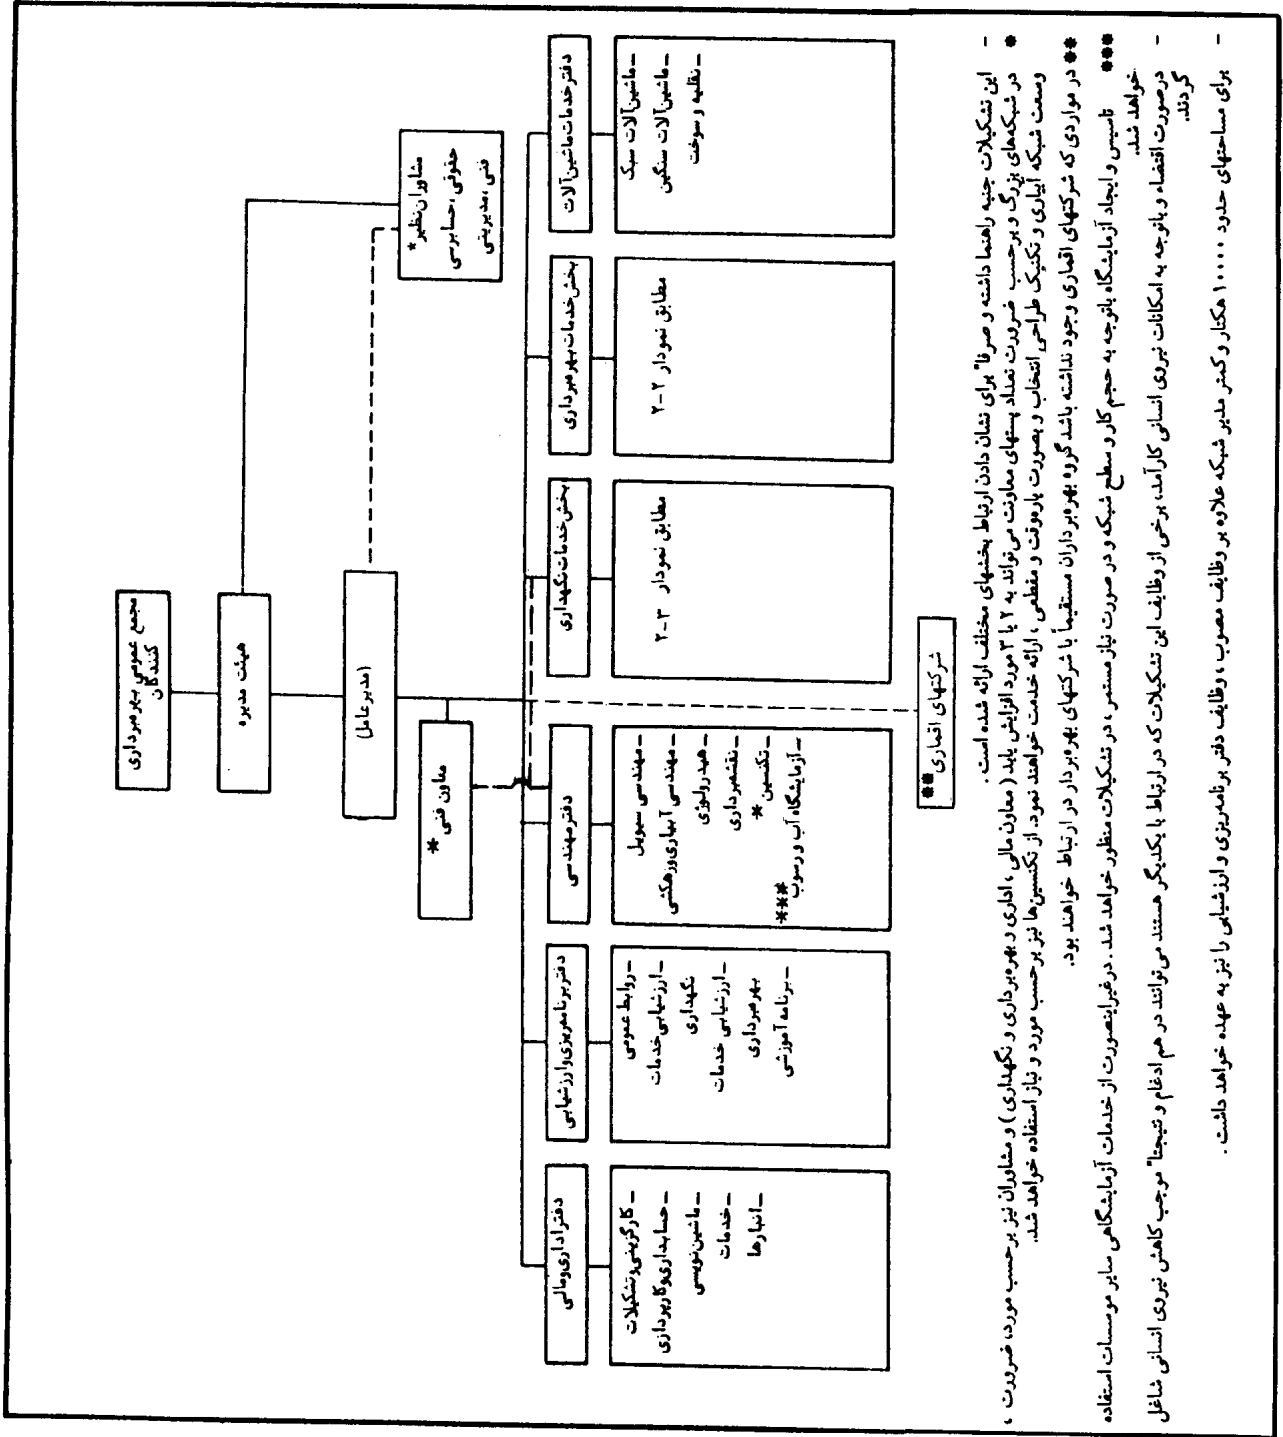 مجمع عمومی بهره‌برداری
کنندگان
هیئت مدیره
(مدیرعامل)
مشاوران نظیر *
حقوقی، حسابرسی
فنی، مدیریتی
معاون فنی
*
دفتر خدمات ماشین‌آلات
- ماشین‌آلات سبک
- ماشین‌آلات سنگین
- نقلیه و سوخت
بخش خدمات بهره‌برداری
مطابق نمودار ۲-۲
بخش خدمات نگهداری
مطابق نمودار ۳-۲
دفتر مهندسی
- مهندسی سیویل
- مهندسی آبیاری وزهکشی
- هیدرولوژی
- نقشه‌برداری
- تکنسین *
- آزمایشگاه آب و رسوب
***
دفتر برنامه‌ریزی و ارزشیابی
- روابط عمومی
- ارزشیابی خدمات
نگهداری
- ارزشیابی خدمات
بهره‌برداری
- برنامه آموزشی
دفتر اداری و مالی
- کارگزینی و تشکیلات
- حسابداری و کارپردازی
- ماشین‌نویسی
- خدمات
- انبارها
شرکتهای اقماری **
- این تشکیلات جنبه راهنما داشته و صرفا" برای نشان دادن ارتباط بخشهای مختلف ارائه شده است .
* در شبکه‌های بزرگ و برحسب ضرورت تعداد پستهای معاونت می‌تواند به ۲ یا ۳ مورد افزایش یابد ( معاون مالی ، اداری و بهره‌برداری و نگهداری ) و مشاوران نیز برحسب مورد، ضرورت ،
وسعت شبکه آبیاری و تکنیک طراحی انتخاب و بصورت پاره‌وقت و مقطعی ، ارائه خدمت خواهند نمود. از تکنسین‌ها نیز برحسب مورد و نیاز استفاده خواهد شد.
** در مواردی که شرکتهای اقماری وجود نداشته باشد گروه بهره‌برداران مستقیماً با شرکتهای بهره‌بردار در ارتباط خواهند بود.
*** تاسیس و ایجاد آزمایشگاه باتوجه به حجم کار و سطح شبکه و در صورت نیاز مستمر، در تشکیلات منظور خواهد شد . درغیراینصورت از خدمات آزمایشگاهی سایر موسسات استفاده
خواهد شد.
- درصورت اقتضاء و باتوجه به امکانات نیروی انسانی کارآمد، برخی از وظایف این تشکیلات که در ارتباط با یکدیگر هستند می‌توانند در هم ادغام و نتیجتا" موجب کاهش نیروی انسانی شاغل
گردند.
- برای مساحتهای حدود ۱۰۰۰۰ هکتار و کمتر مدیر شبکه علاوه بر وظایف مصوب ، وظایف دفتر برنامه‌ریزی و ارزشیابی را نیز به عهده خواهد داشت .